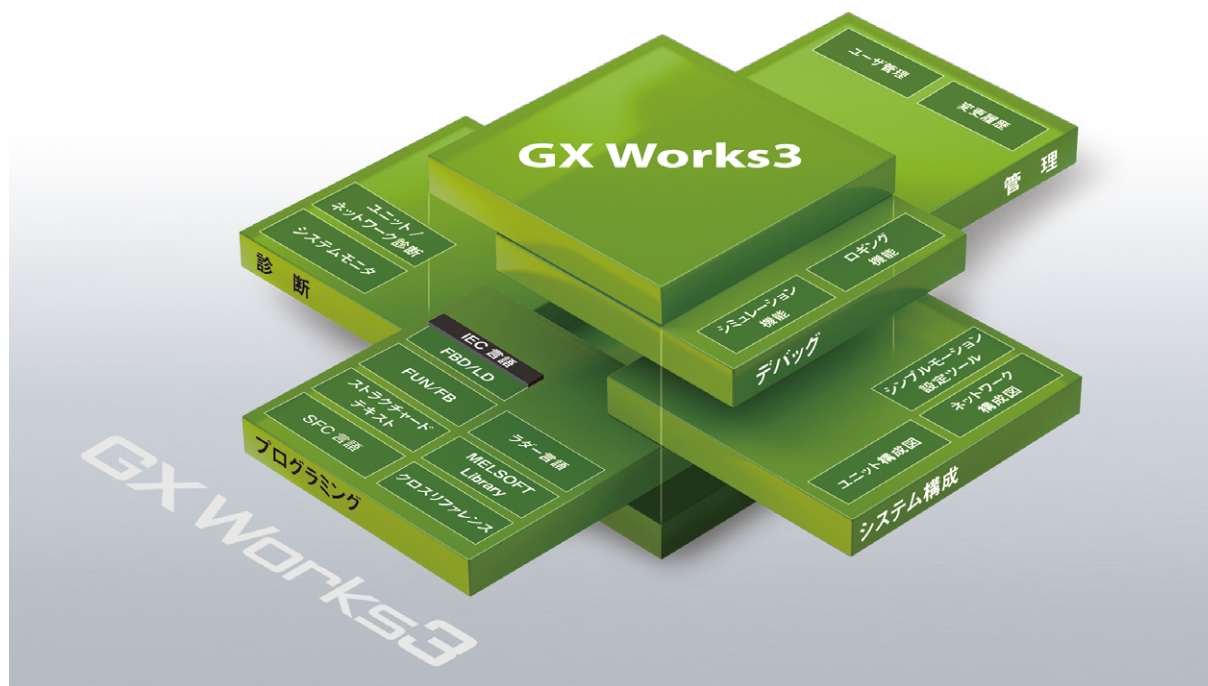 GX Works3
ユーザ管理
変更履歴
管 理
ユニット/
ネットワーク診断
システムモニタ
診 断
ロギング
機能
シミュレーション
機能
デバッグ
IEC 言語
FBD/LD
FUN/FB
ストラクチャード
テキスト
SFC 言語
ラダー言語
MELSOFT
Library
クロスリファレンス
プログラミング
シンプルモーション
設定ツール
ネットワーク
構成図
ユニット構成図
システム構成
GX Works3